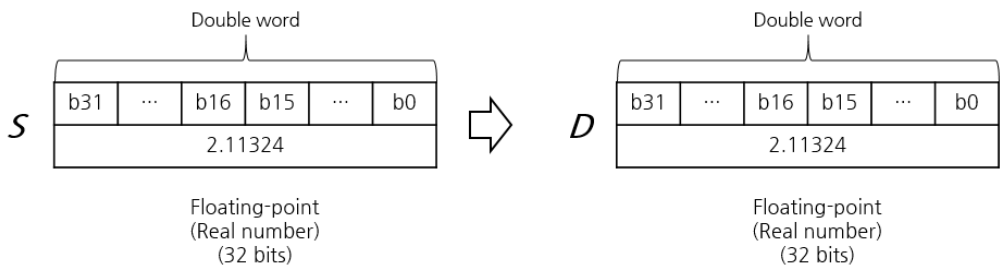 Double word
Double word
b31 ... b16 b15 ... b0
b31 ... b16 b15 ... b0
S
D
2.11324
2.11324
Floating-point
(Real number)
(32 bits)
Floating-point
(Real number)
(32 bits)